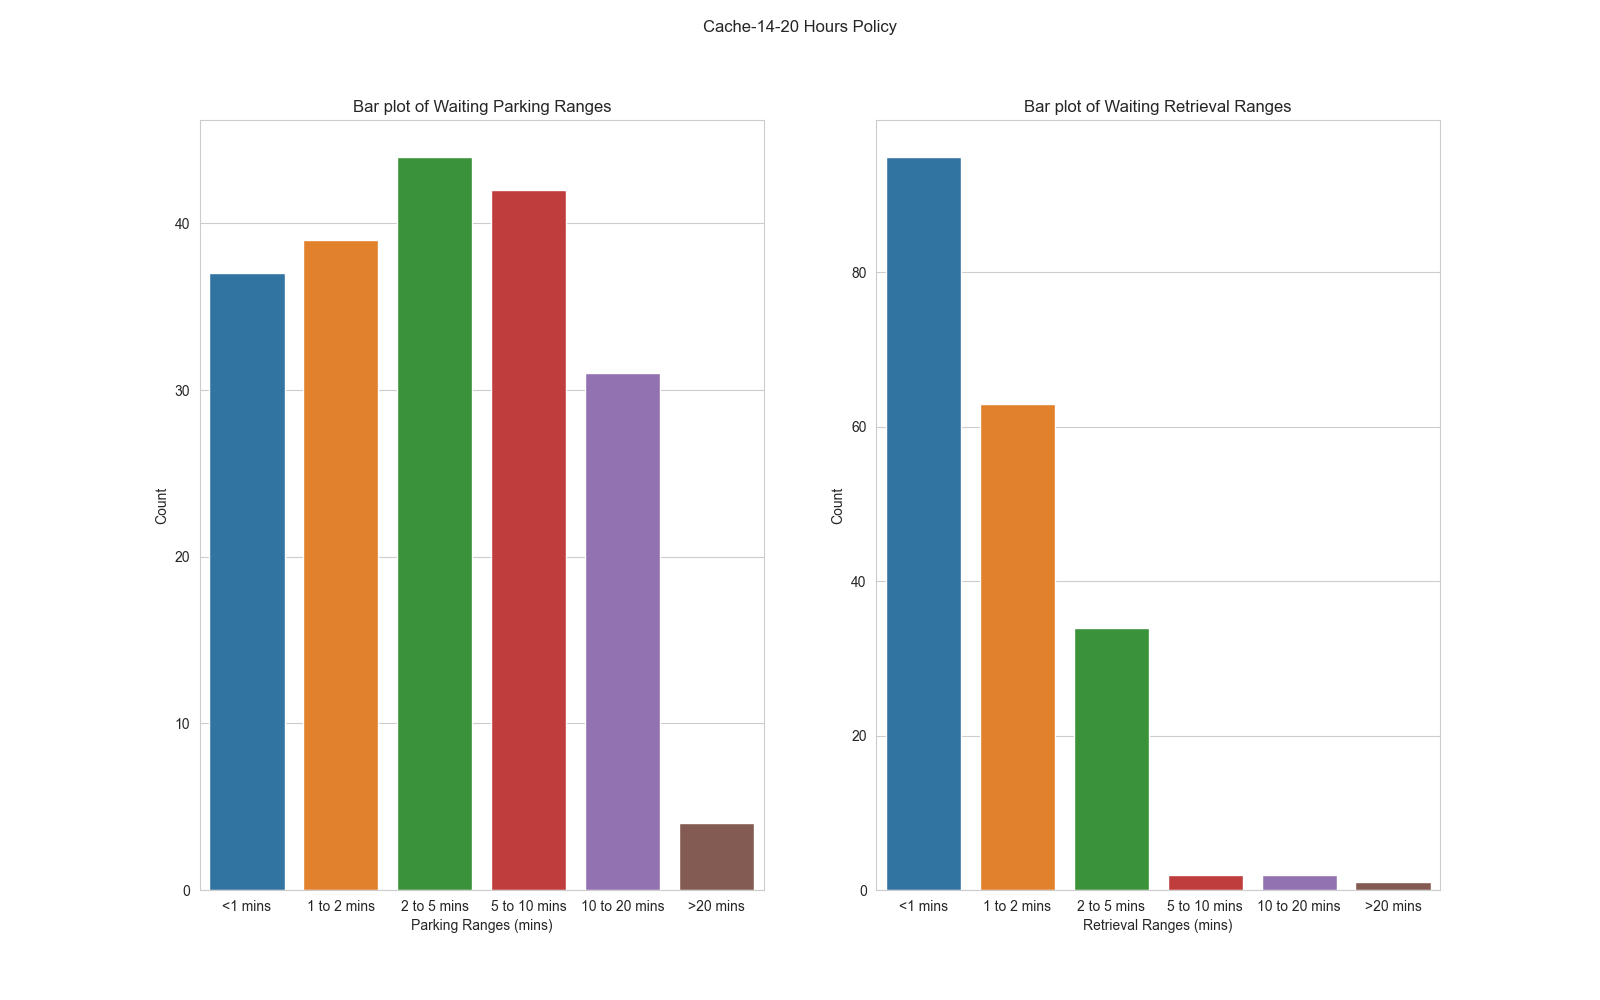 Cache-14-20 Hours Policy
Bar plot of Waiting Parking Ranges
Count
40
30
20
10
0
<1 mins
1 to 2 mins
2 to 5 mins
5 to 10 mins
10 to 20 mins
>20 mins
Parking Ranges (mins)
Bar plot of Waiting Retrieval Ranges
Count
80
60
40
20
0
<1 mins
1 to 2 mins
2 to 5 mins
5 to 10 mins
10 to 20 mins
>20 mins
Retrieval Ranges (mins)